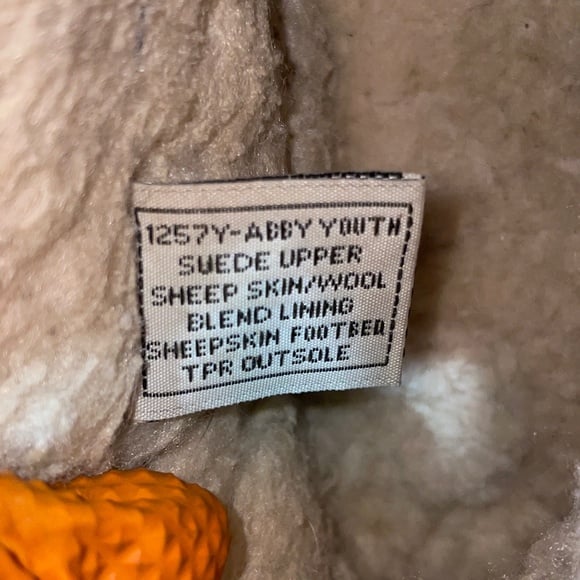 1257Y-ABBY YOUTH
SUEDE UPPER
SHEEP SKIN/WOOL
BLEND LINING
SHEEPSKIN FOOTBED
TPR OUTSOLE